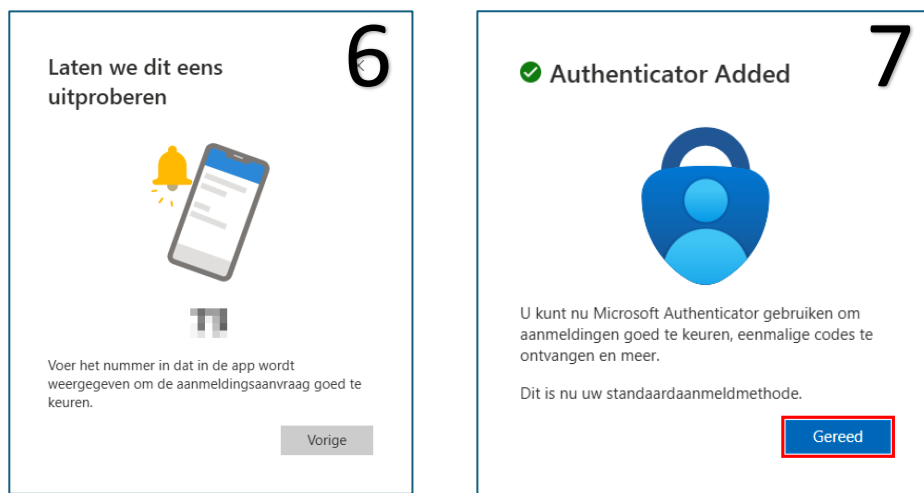 6
Laten we dit eens
uitproberen
Voer het nummer in dat in de app wordt
weergegeven om de aanmeldingsaanvraag goed te
keuren.
Vorige
7
Authenticator Added
U kunt nu Microsoft Authenticator gebruiken om
aanmeldingen goed te keuren, eenmalige codes te
ontvangen en meer.
Dit is nu uw standaardaanmeldmethode.
Gereed